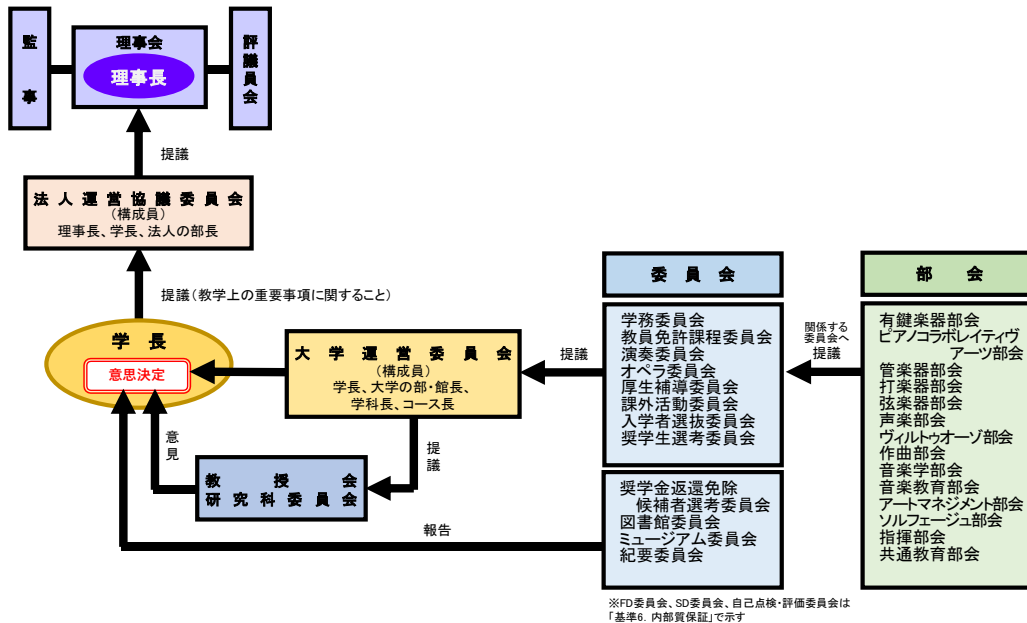 監事
理事会
理事長
評議員会
提議
法人運営協議委員会
(構成員)
理事長、学長、法人の部長
提議(教学上の重要事項に関すること)
学長
意思決定
大学運営委員会
(構成員)
学長、大学の部・館長、
学科長、コース長
提議
意見
提議
教授会
研究科委員会
報告
委員会
学務委員会
教員免許課程委員会
演奏委員会
オペラ委員会
厚生補導委員会
課外活動委員会
入学者選抜委員会
奨学生選考委員会
奨学金返還免除
候補者選考委員会
図書館委員会
ミュージアム委員会
紀要委員会
※FD委員会、SD委員会、自己点検・評価委員会は
「基準6. 内部質保証」で示す
関係する
委員会へ
提議
部会
有鍵楽器部会
ピアノコラボレイティヴ
アーツ部会
管楽器部会
打楽器部会
弦楽器部会
声楽部会
ヴィルトゥオーゾ部会
作曲部会
音楽学部会
音楽教育部会
アートマネジメント部会
ソルフェージュ部会
指揮部会
共通教育部会